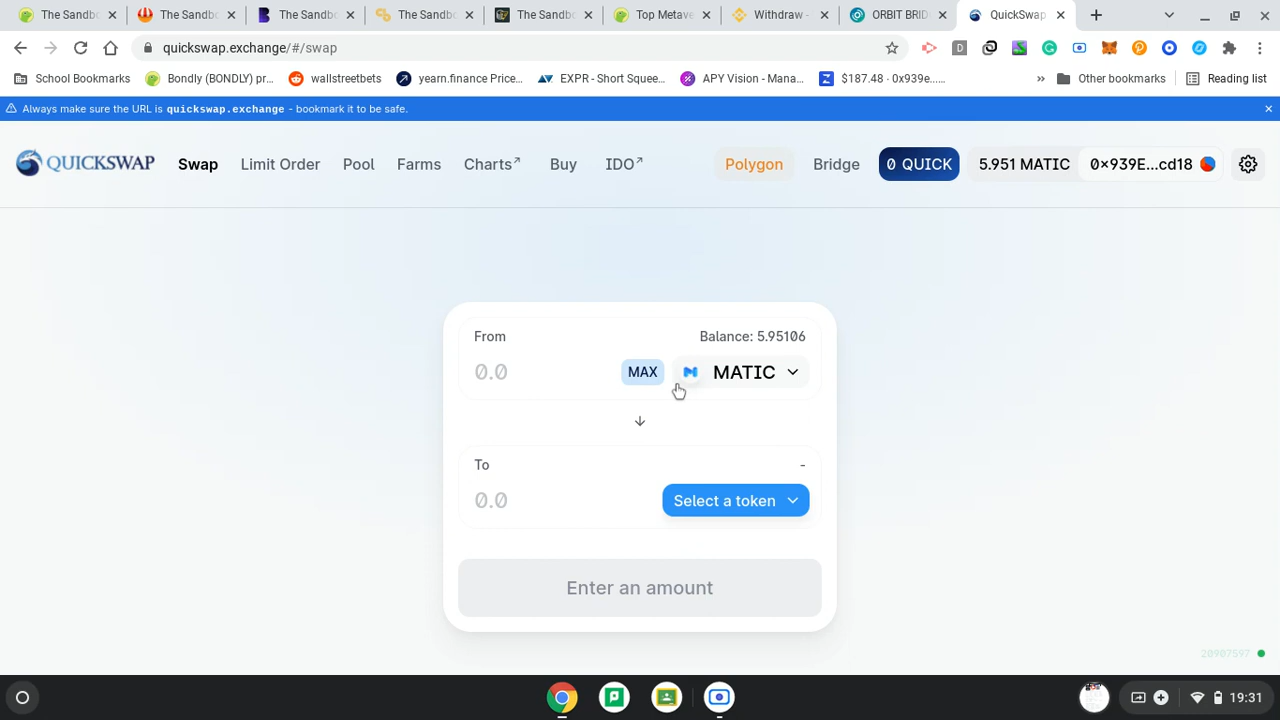 The Sandb
The Sandb
The Sandb
The Sandb
The Sandb
Top Metave
Withdraw -
ORBIT BRID
QuickSwap
quickswap.exchange/#/swap
School Bookmarks
Bondly (BONDLY) pr...
wallstreetbets
yearn.finance Price...
EXPR - Short Squee...
APY Vision - Mana...
$187.48 · 0x939e....
»
Other bookmarks
Reading list
Always make sure the URL is quickswap.exchange - bookmark it to be safe.
QUICKSWAP
Swap
Limit Order
Pool
Farms
Charts↗
Buy
IDO↗
Polygon
Bridge
0 QUICK
5.951 MATIC
0×939E...cd18
From
Balance: 5.95106
0.0
MAX
MATIC
To
-
0.0
Select a token
Enter an amount
20907597
19:31